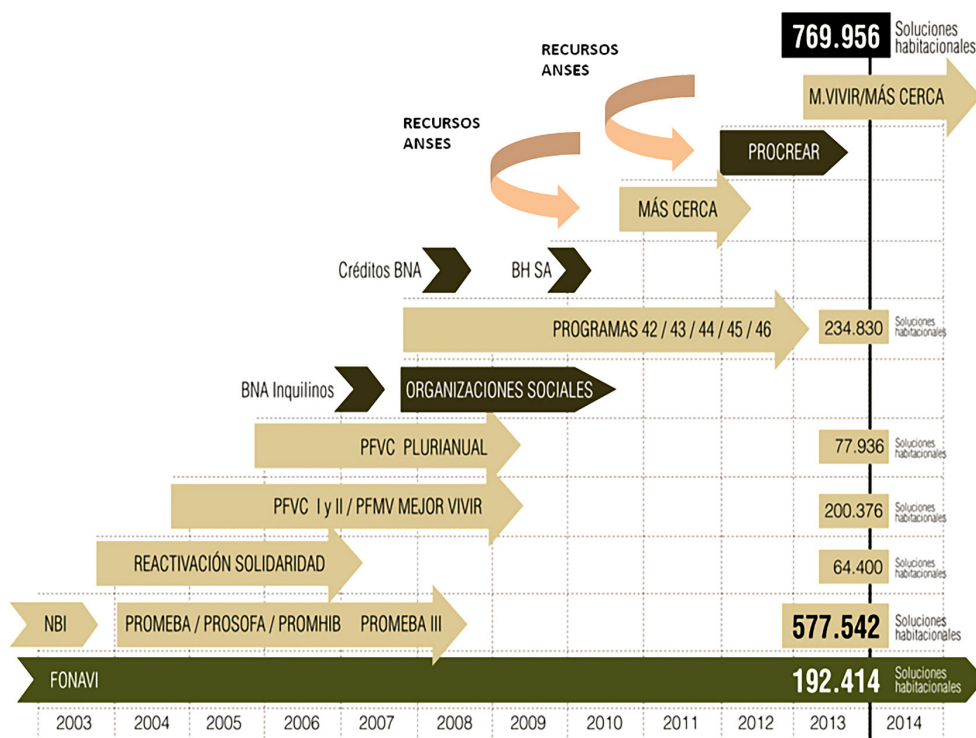 769.956
Soluciones
habitacionales
RECURSOS
ANSES
M.VIVIR/MÁS CERCA
RECURSOS
ANSES
PROCREAR
MÁS CERCA
Créditos BNA
BH SA
PROGRAMAS 42 / 43 / 44 / 45 / 46
234.830
Soluciones
habitacionales
BNA Inquilinos
ORGANIZACIONES SOCIALES
PFVC PLURIANUAL
77.936
Soluciones
habitacionales
PFVC I y II / PFMV MEJOR VIVIR
200.376
Soluciones
habitacionales
REACTIVACIÓN SOLIDARIDAD
64.400
Soluciones
habitacionales
NBI
PROMEBA / PROSOFA / PROMHIB PROMEBA III
577.542
Soluciones
habitacionales
FONAVI
192.414
Soluciones
habitacionales
2003 2004 2005 2006 2007 2008 2009 2010 2011 2012 2013 2014